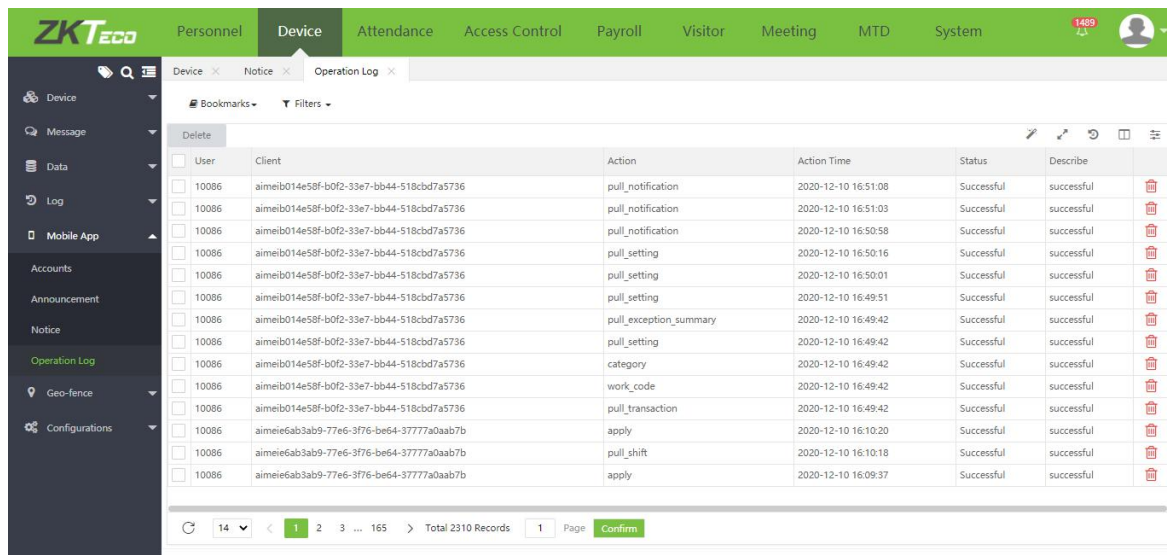 ZKTeco Personnel Device Attendance Access Control Payroll Visitor Meeting MTD System 1489
Device Notice Operation Log
Device
Message
Data
Log
Mobile App
Accounts
Announcement
Notice
Operation Log
Geo-fence
Configurations
Bookmarks Filters
Delete
User Client Action Action Time Status Describe
10086 aimeib014e58f-b0f2-33e7-bb44-518cbd7a5736 pull_notification 2020-12-10 16:51:08 Successful successful
10086 aimeib014e58f-b0f2-33e7-bb44-518cbd7a5736 pull_notification 2020-12-10 16:51:03 Successful successful
10086 aimeib014e58f-b0f2-33e7-bb44-518cbd7a5736 pull_notification 2020-12-10 16:50:58 Successful successful
10086 aimeib014e58f-b0f2-33e7-bb44-518cbd7a5736 pull_setting 2020-12-10 16:50:16 Successful successful
10086 aimeib014e58f-b0f2-33e7-bb44-518cbd7a5736 pull_setting 2020-12-10 16:50:01 Successful successful
10086 aimeib014e58f-b0f2-33e7-bb44-518cbd7a5736 pull_setting 2020-12-10 16:49:51 Successful successful
10086 aimeib014e58f-b0f2-33e7-bb44-518cbd7a5736 pull_exception_summary 2020-12-10 16:49:42 Successful successful
10086 aimeib014e58f-b0f2-33e7-bb44-518cbd7a5736 pull_setting 2020-12-10 16:49:42 Successful successful
10086 aimeib014e58f-b0f2-33e7-bb44-518cbd7a5736 category 2020-12-10 16:49:42 Successful successful
10086 aimeib014e58f-b0f2-33e7-bb44-518cbd7a5736 work_code 2020-12-10 16:49:42 Successful successful
10086 aimeib014e58f-b0f2-33e7-bb44-518cbd7a5736 pull_transaction 2020-12-10 16:49:42 Successful successful
10086 aimeie6ab3ab9-77e6-3f76-be64-37777a0aab7b apply 2020-12-10 16:10:20 Successful successful
10086 aimeie6ab3ab9-77e6-3f76-be64-37777a0aab7b pull_shift 2020-12-10 16:10:18 Successful successful
10086 aimeie6ab3ab9-77e6-3f76-be64-37777a0aab7b apply 2020-12-10 16:09:37 Successful successful
14 < 1 2 3 ... 165 > Total 2310 Records 1 Page Confirm